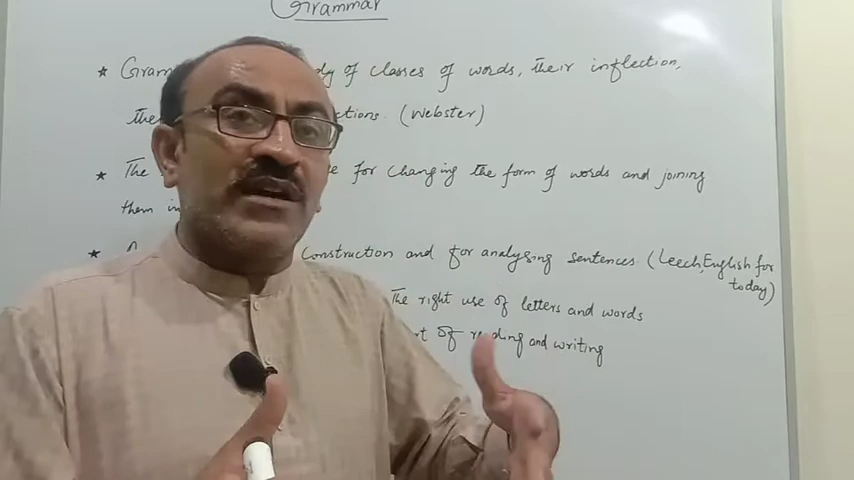 Grammar
* Gram dy of classes of words, their inflection,
the ctions. (Webster)
* The for changing the form of words and joining
them in
* Construction and for analysing sentences. (Leech, English for
today)
The right use of letters and words
of reading and writing